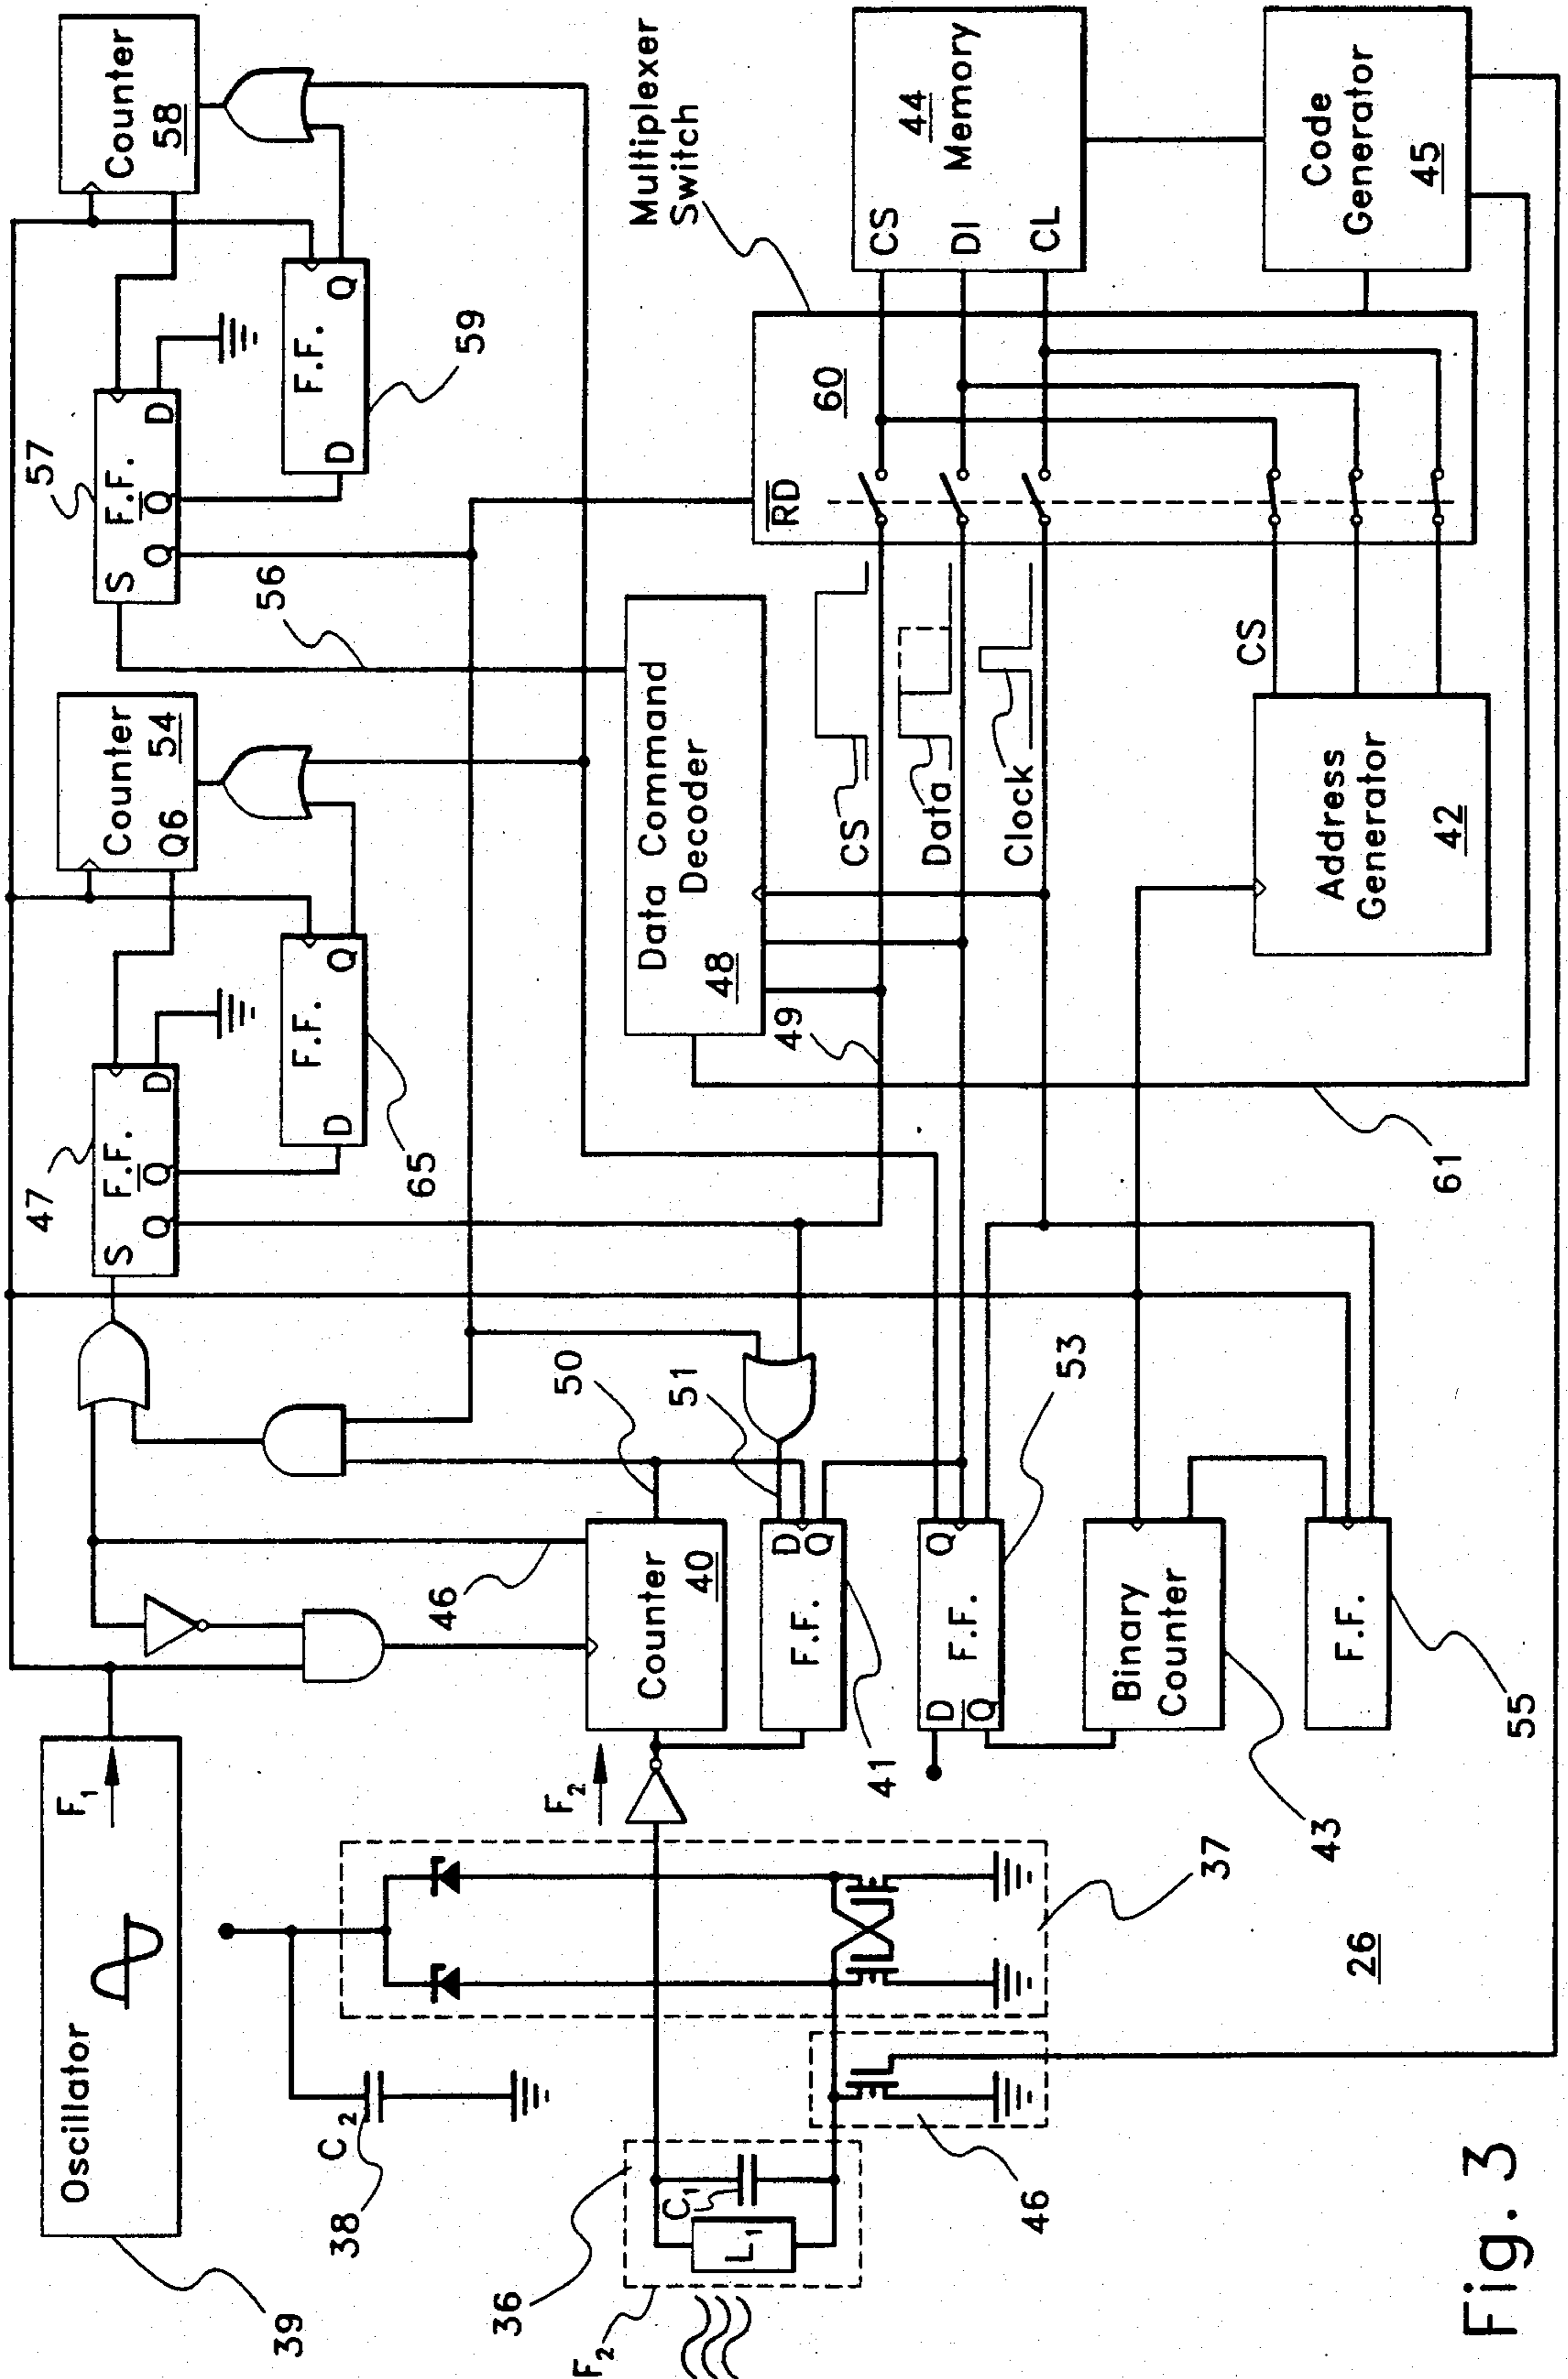 Oscillator
39
F1
C2
38
36
F2
C1
L1
46
37
26
F2
46
Counter
40
50
51
D
Q
F.F.
41
D
Q
Q
F.F.
53
Binary
Counter
43
F.F.
55
47
S
Q
Q
F.F.
D
Counter
54
Q6
D
F.F.
Q
65
57
S
Q
Q
F.F.
D
Counter
58
D
F.F.
Q
59
56
Data Command
Decoder
48
49
61
CS
Data
Clock
RD
60
Multiplexer
Switch
44
Memory
CS
DI
CL
CS
Address
Generator
42
Code
Generator
45
Fig. 3